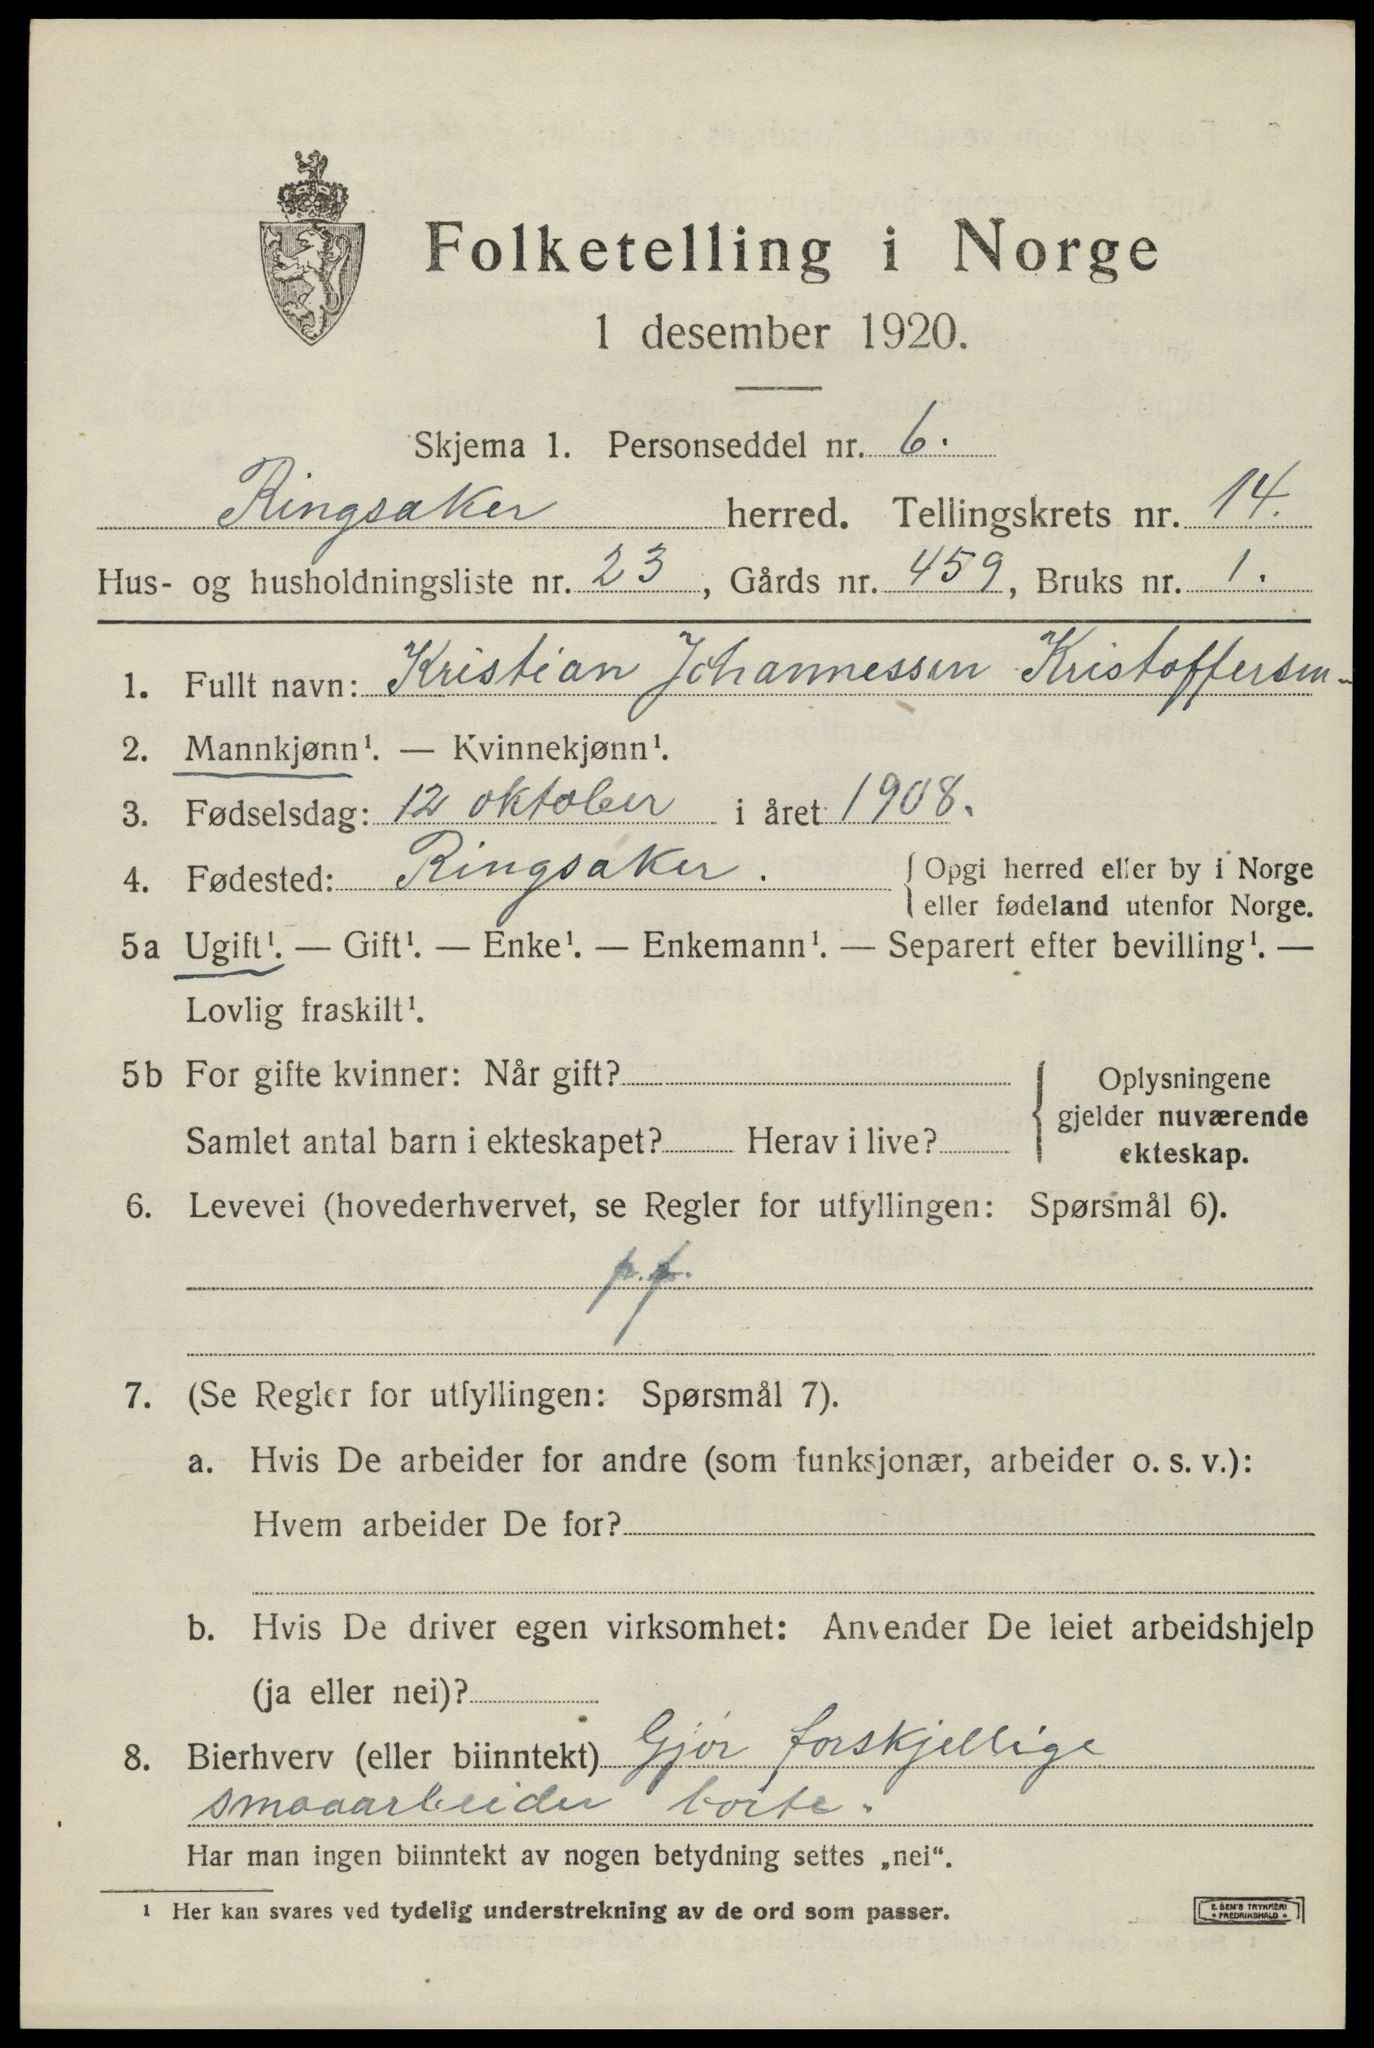 Folketelling i Norge
1 desember 1920.
Skjema 1. Personseddel nr. 6.
Ringsaker herred. Tellingskrets nr. 14.
Hus- og husholdningsliste nr. 23, Gårds nr. 459, Bruks nr. 1.
1. Fullt navn: Kristian Johannessen Kristoffersen
2. Mannkjønn¹. — Kvinnekjønn¹.
3. Fødselsdag: 12 oktober i året 1908.
4. Fødested: Ringsaker. { Opgi herred eller by i Norge
eller fødeland utenfor Norge.
5a Ugift¹. — Gift¹. — Enke¹. — Enkemann¹. — Separert efter bevilling¹. —
Lovlig fraskilt¹.
5b For gifte kvinner: Når gift?
Samlet antal barn i ekteskapet? Herav i live?
Oplysningene
gjelder nuværende
ekteskap.
6. Levevei (hovederhvervet, se Regler for utfyllingen: Spørsmål 6).
p.p.
7. (Se Regler for utfyllingen: Spørsmål 7).
a. Hvis De arbeider for andre (som funksjonær, arbeider o. s. v.):
Hvem arbeider De for?
b. Hvis De driver egen virksomhet: Anvender De leiet arbeidshjelp
(ja eller nei)?
8. Bierhverv (eller biinntekt) Gjør forskjellige
smaaarbeider borte.
Har man ingen biinntekt av nogen betydning settes „nei“.
¹ Her kan svares ved tydelig understrekning av de ord som passer.
E. SEM'S TRYKKERI
FREDRIKSHALD